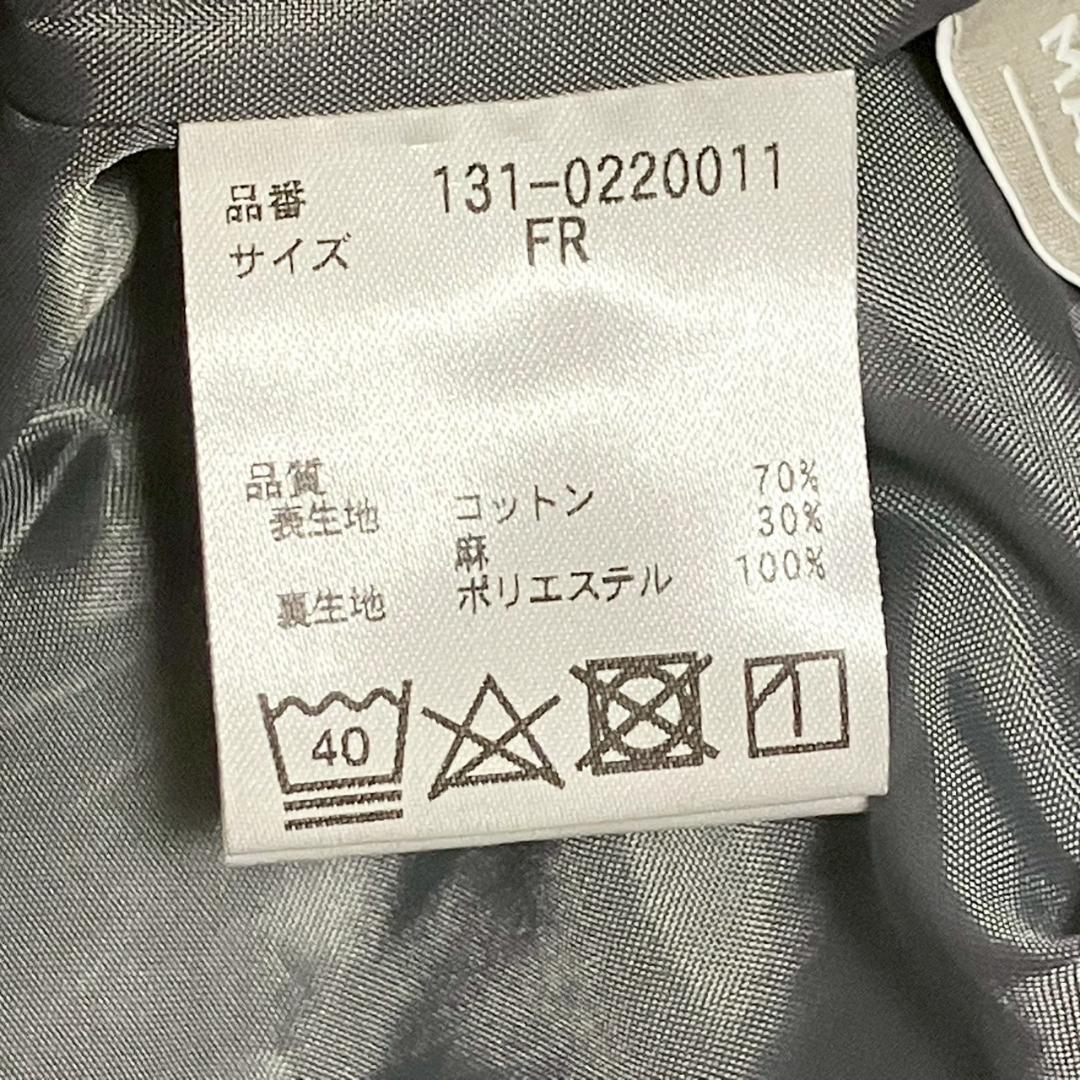 品番 131-0220011
サイズ FR
品質
表生地 コットン 70%
麻 30%
裏生地 ポリエステル 100%
40